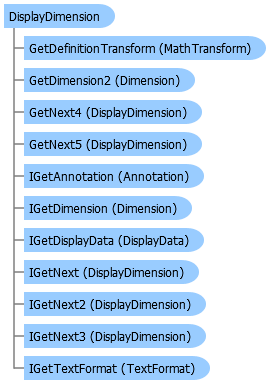 DisplayDimension
GetDefinitionTransform (MathTransform)
GetDimension2 (Dimension)
GetNext4 (DisplayDimension)
GetNext5 (DisplayDimension)
IGetAnnotation (Annotation)
IGetDimension (Dimension)
IGetDisplayData (DisplayData)
IGetNext (DisplayDimension)
IGetNext2 (DisplayDimension)
IGetNext3 (DisplayDimension)
IGetTextFormat (TextFormat)